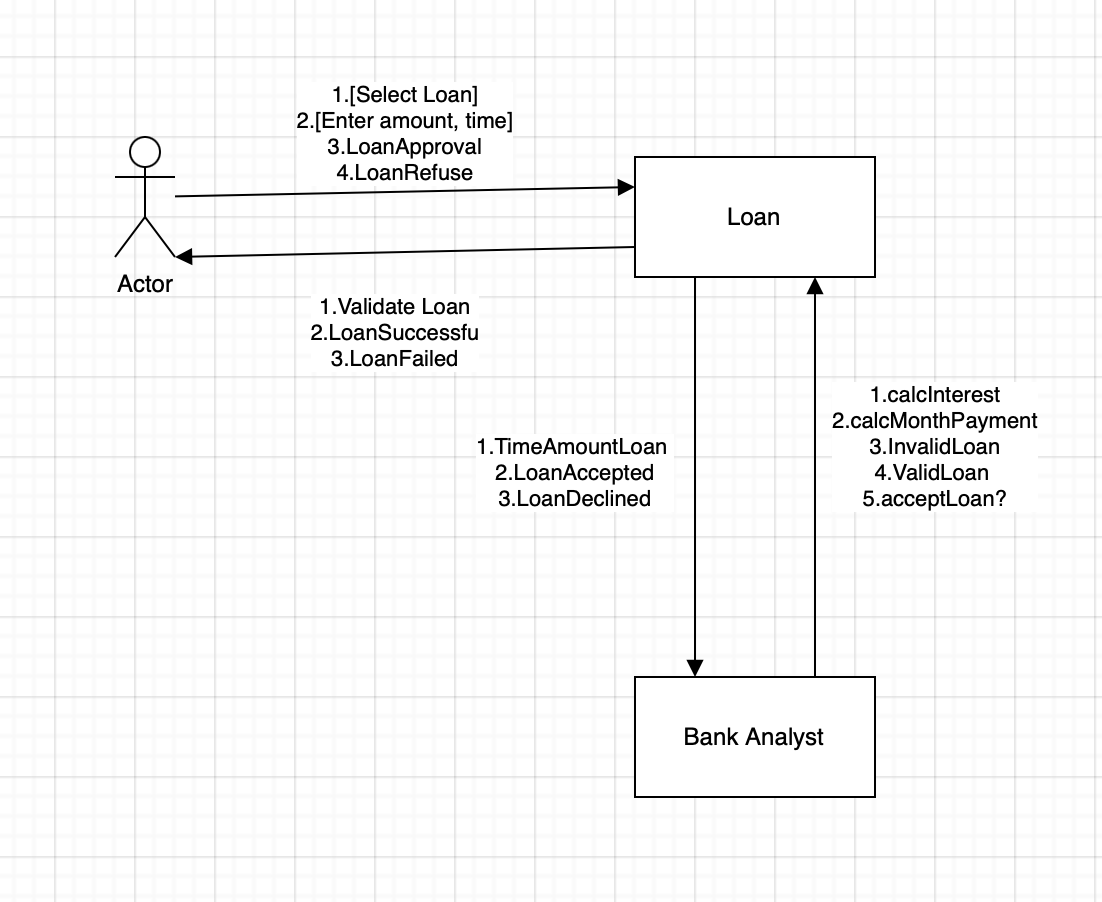 1.[Select Loan]
2.[Enter amount, time]
3.LoanApproval
4.LoanRefuse
Loan
Actor
1.Validate Loan
2.LoanSuccessfu
3.LoanFailed
1.TimeAmountLoan
2.LoanAccepted
3.LoanDeclined
1.calcInterest
2.calcMonthPayment
3.InvalidLoan
4.ValidLoan
5.acceptLoan?
Bank Analyst